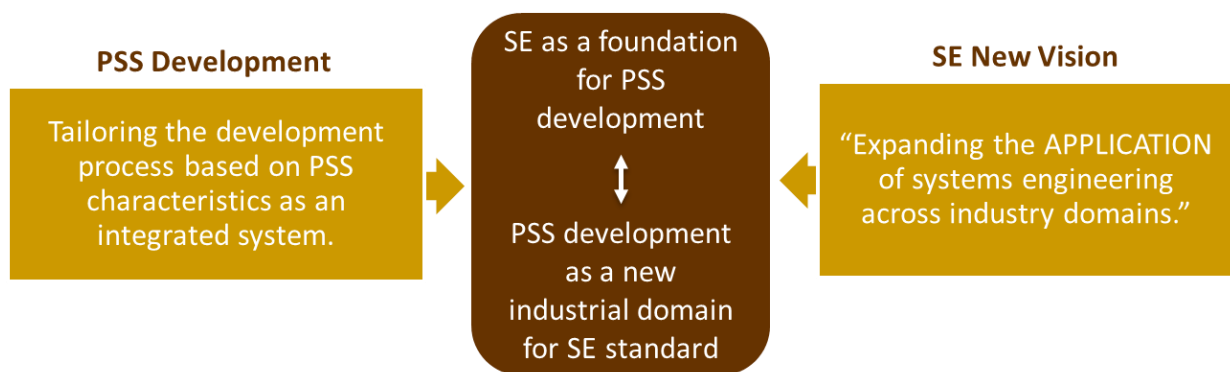 PSS Development
Tailoring the development
process based on PSS
characteristics as an
integrated system.
SE as a foundation
for PSS
development
PSS development
as a new
industrial domain
for SE standard
SE New Vision
“Expanding the APPLICATION
of systems engineering
across industry domains.”